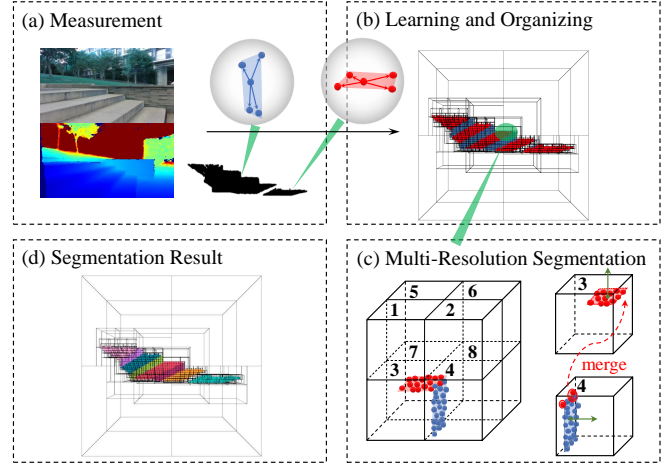 (a) Measurement
(b) Learning and Organizing
(d) Segmentation Result
(c) Multi-Resolution Segmentation
5 6
1 2
7 8
3 4
3
merge
4